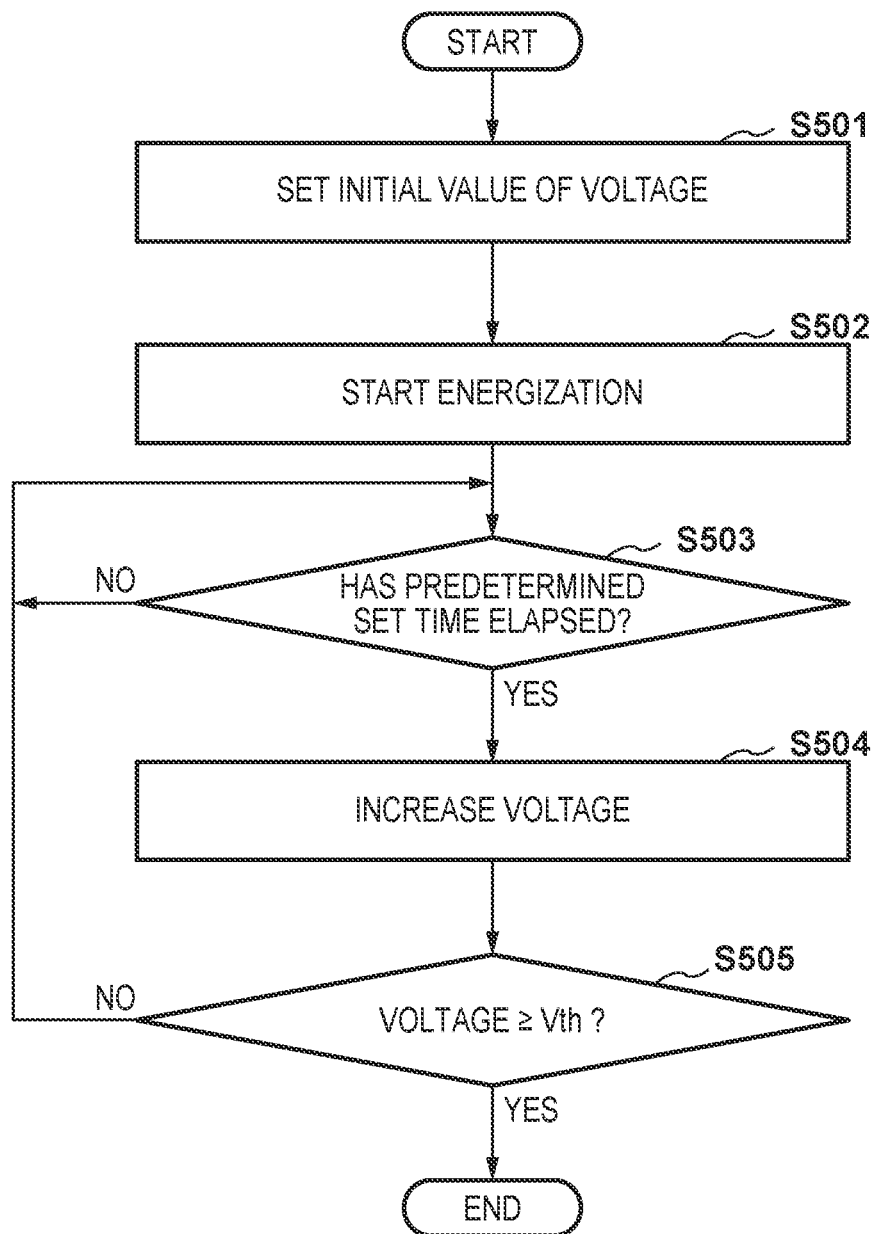 START
S501
SET INITIAL VALUE OF VOLTAGE
S502
START ENERGIZATION
S503
NO
HAS PREDETERMINED
SET TIME ELAPSED?
YES
S504
INCREASE VOLTAGE
S505
NO
VOLTAGE ≥ Vth ?
YES
END